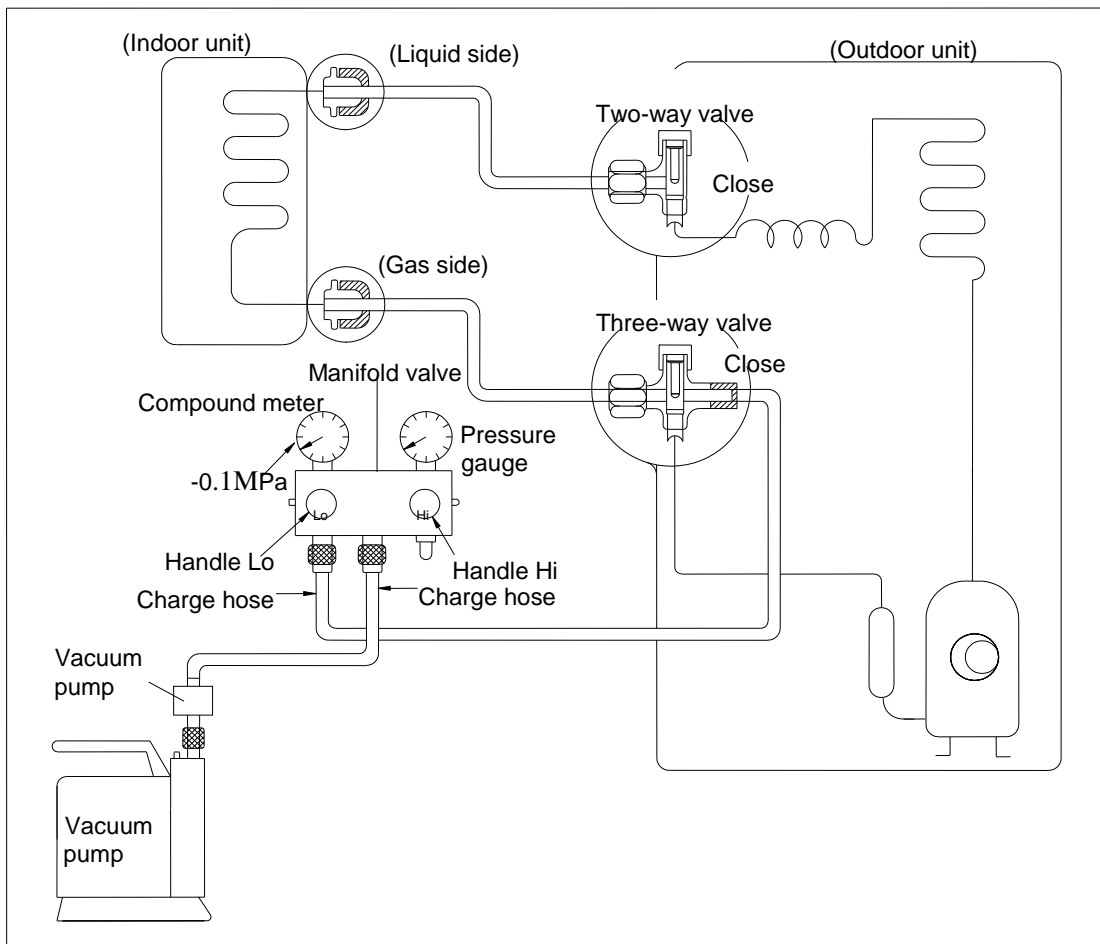 (Indoor unit)
(Liquid side)
(Outdoor unit)
Two-way valve
Close
(Gas side)
Three-way valve
Close
Manifold valve
Compound meter
Pressure
gauge
-0.1MPa
Lo
Hi
Handle Lo
Handle Hi
Charge hose
Charge hose
Vacuum
pump
Vacuum
pump